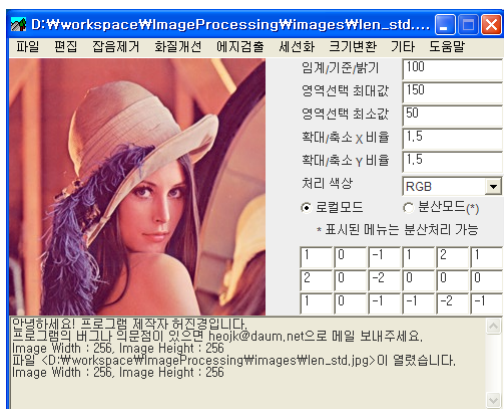 D:₩workspace₩ImageProcessing₩images₩len_std....
파일 편집 잡음제거 화질개선 에지검출 세선화 크기변환 기타 도움말
임계/기준/밝기 100
영역선택 최대값 150
영역선택 최소값 50
확대/축소 X 비율 1.5
확대/축소 Y 비율 1.5
처리 색상 RGB
로컬모드 분산모드(*)
* 표시된 메뉴는 분산처리 가능
1 0 -1 1 2 1
2 0 -2 0 0 0
1 0 -1 -1 -2 -1
안녕하세요! 프로그램 제작자 허진경입니다.
프로그램의 버그나 의문점이 있으면 heojk@daum.net으로 메일 보내주세요.
Image Width : 256, Image Height : 256
파일 <D:₩workspace₩ImageProcessing₩images₩len_std.jpg>이 열렸습니다.
Image Width : 256, Image Height : 256